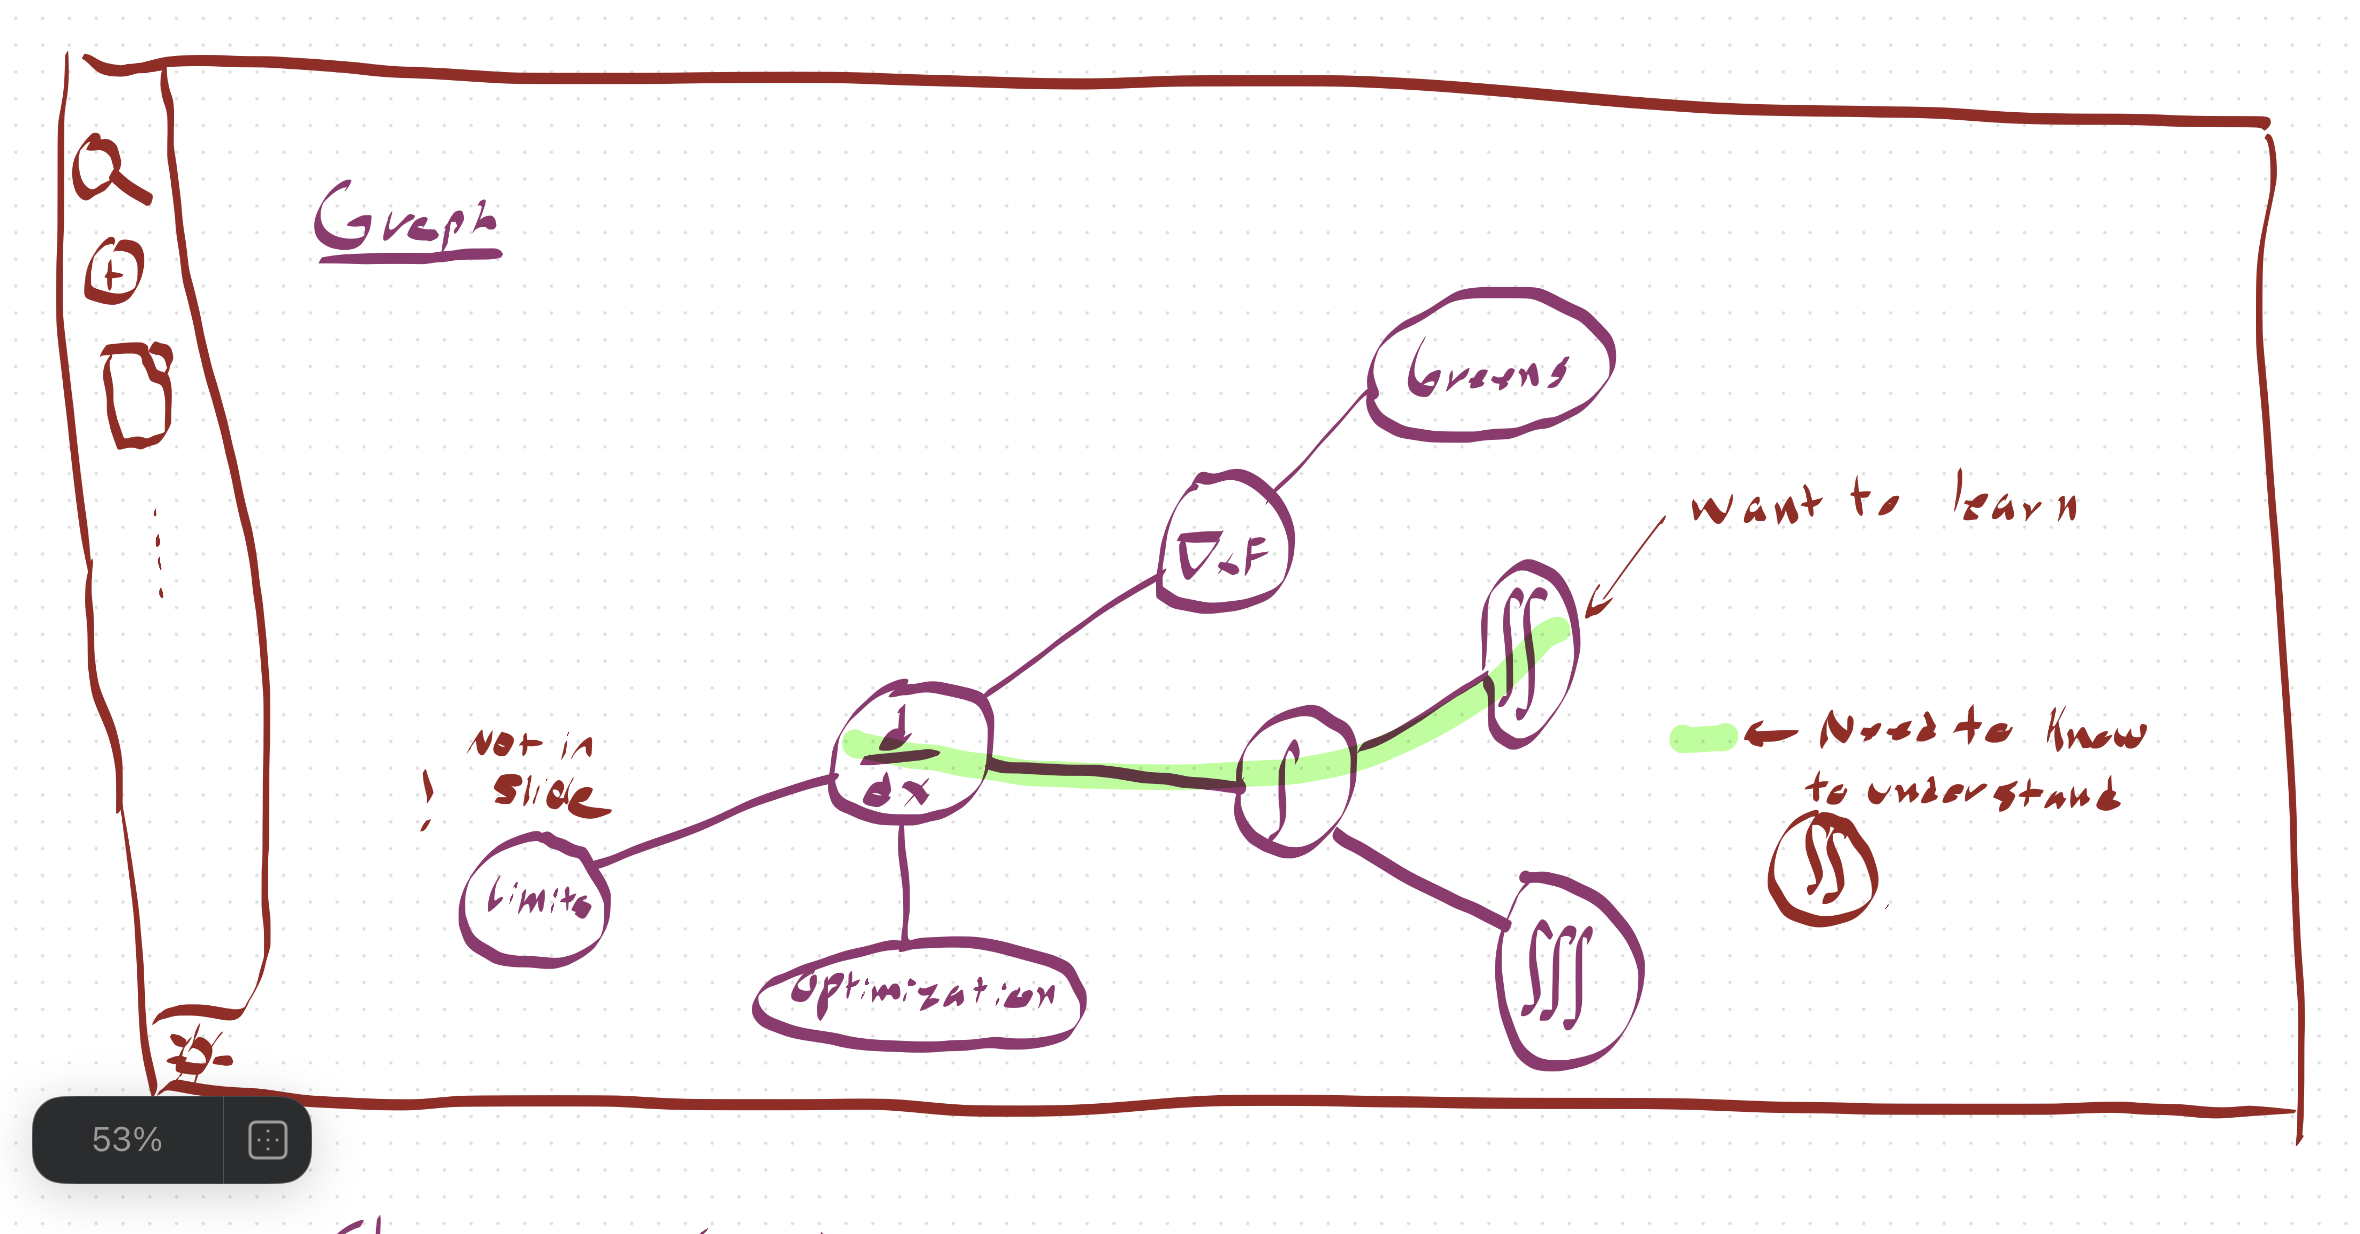 Graph
Greens
want to learn
∇×F
∬
Not in
slide
!
d
dx
∫
Need to know
to understand
∬
Limits
optimization
∭
53%